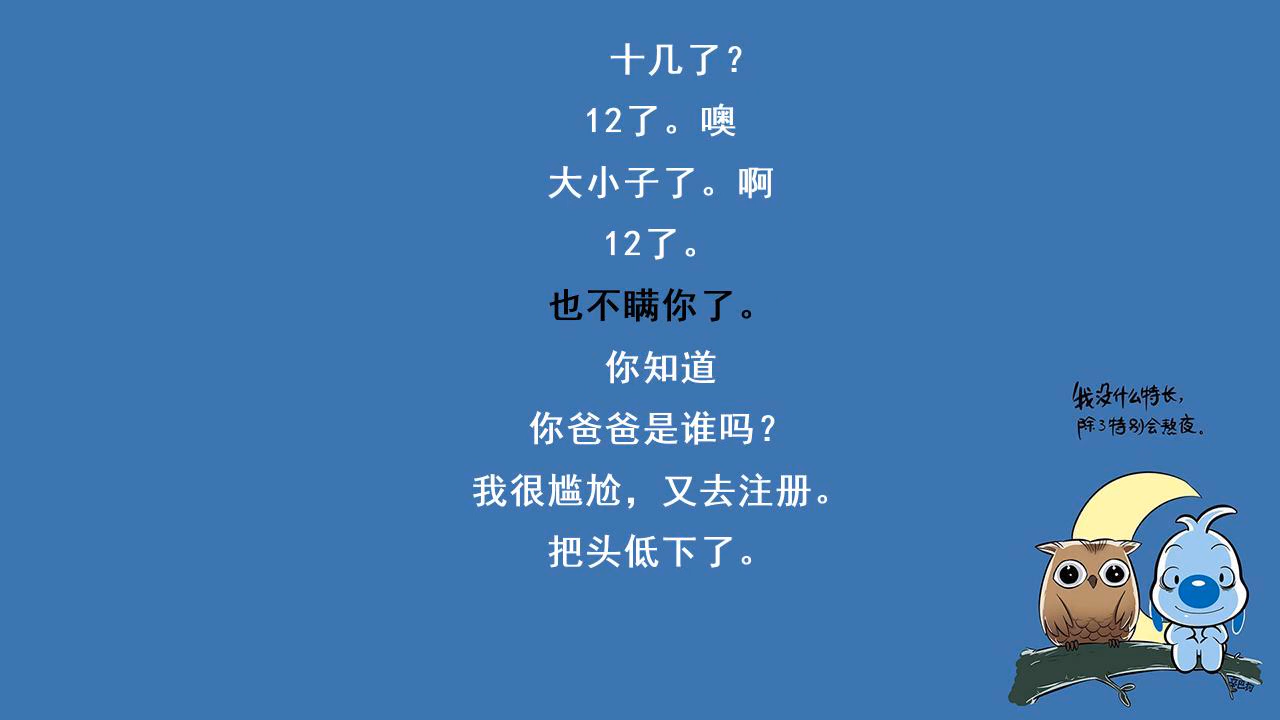 十几了？
12了。噢
大小子了。啊
12了。
也不瞒你了。
你知道
你爸爸是谁吗？
我很尴尬，又去注册。
把头低下了。
我没什么特长，
除了特别会熬夜。